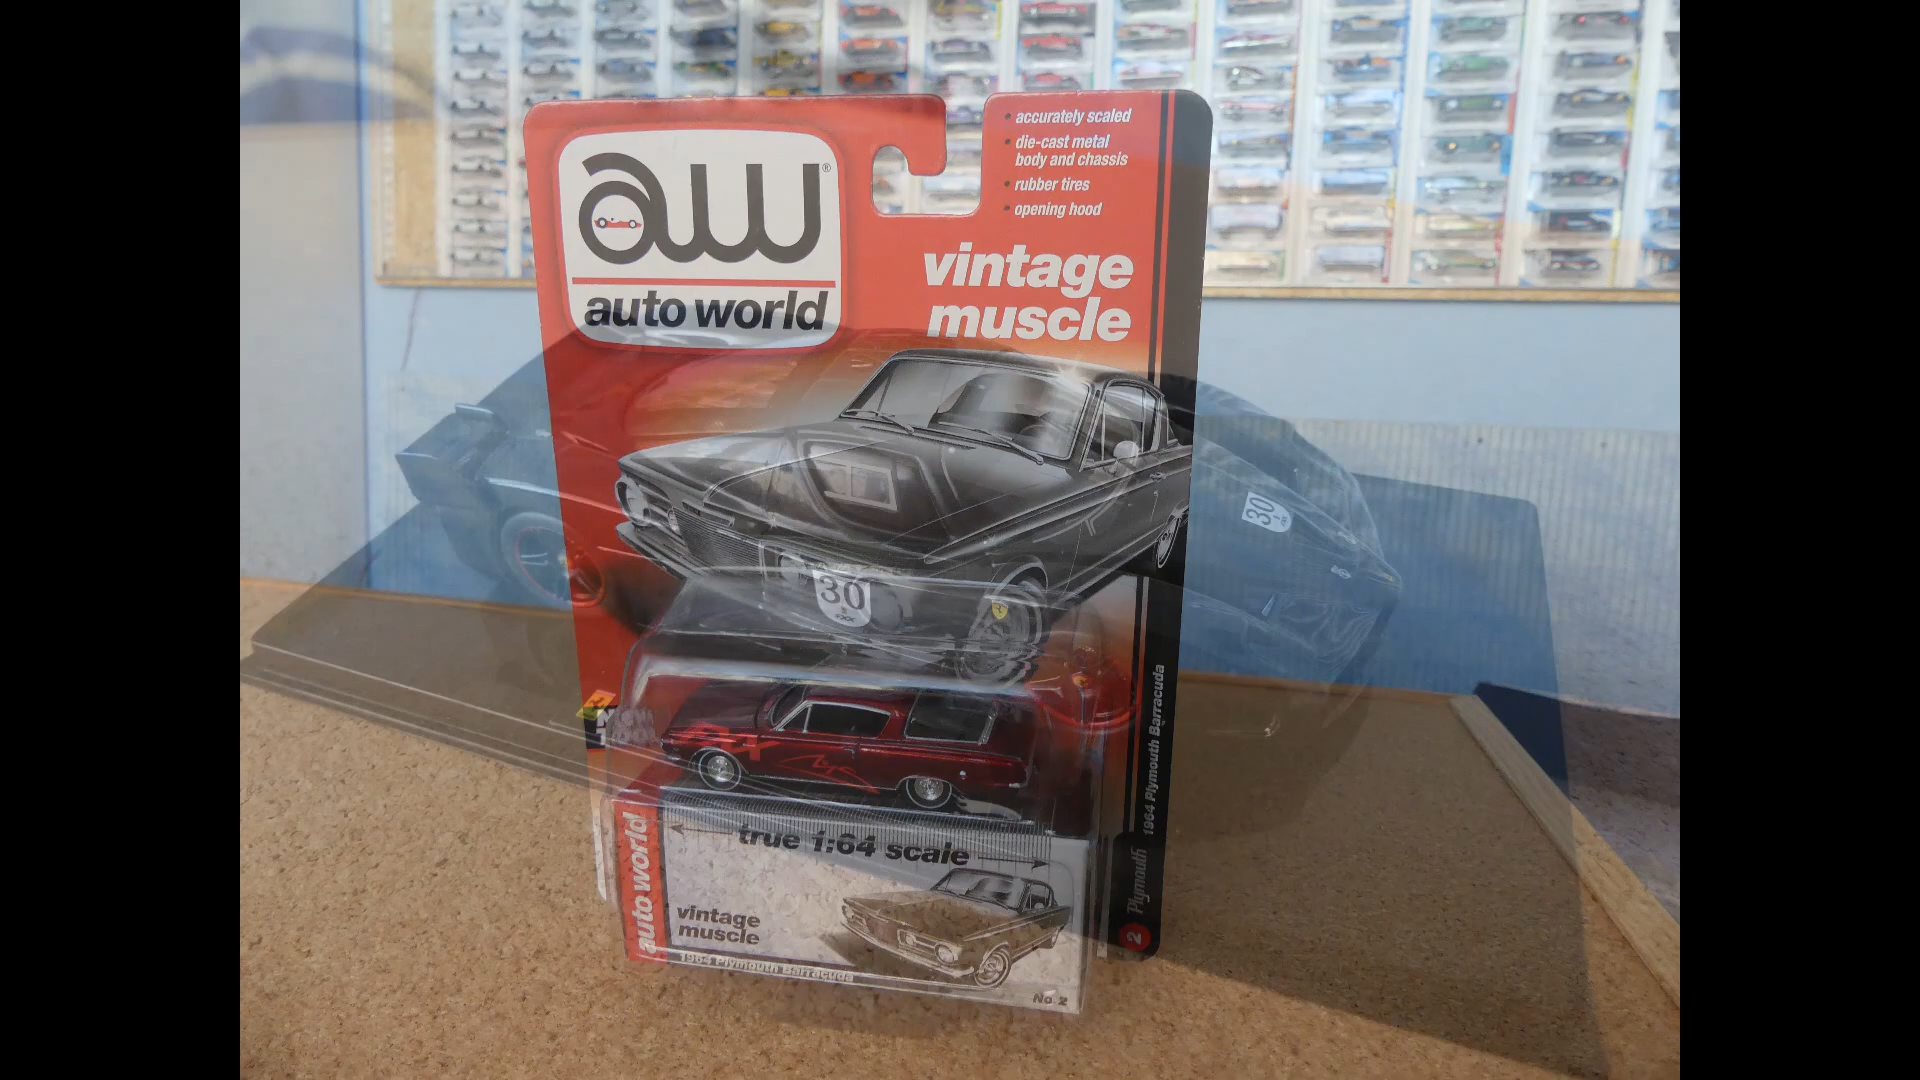 aw®
auto world
accurately scaled
die-cast metal
body and chassis
rubber tires
opening hood
vintage
muscle
30
30
true 1:64 scale
auto world
vintage
muscle
1964 Plymouth Barracuda
No. 2
2 Plymouth 1964 Plymouth Barracuda